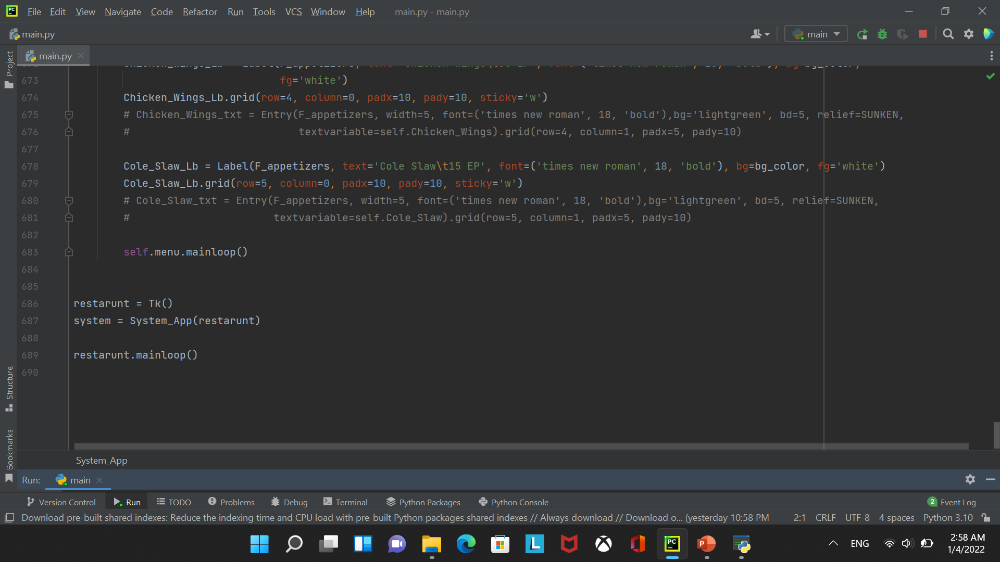 File Edit View Navigate Code Refactor Run Tools VCS Window Help main.py - main.py
main.py
main
main.py
Project
673 fg='white')
674 Chicken_Wings_Lb.grid(row=4, column=0, padx=10, pady=10, sticky='w')
675 # Chicken_Wings_txt = Entry(F_appetizers, width=5, font=('times new roman', 18, 'bold'),bg='lightgreen', bd=5, relief=SUNKEN,
676 # textvariable=self.Chicken_Wings).grid(row=4, column=1, padx=5, pady=10)
677
678 Cole_Slaw_Lb = Label(F_appetizers, text='Cole Slaw\t15 EP', font=('times new roman', 18, 'bold'), bg=bg_color, fg='white')
679 Cole_Slaw_Lb.grid(row=5, column=0, padx=10, pady=10, sticky='w')
680 # Cole_Slaw_txt = Entry(F_appetizers, width=5, font=('times new roman', 18, 'bold'),bg='lightgreen', bd=5, relief=SUNKEN,
681 # textvariable=self.Cole_Slaw).grid(row=5, column=1, padx=5, pady=10)
682
683 self.menu.mainloop()
684
685
686 restarunt = Tk()
687 system = System_App(restarunt)
688
689 restarunt.mainloop()
690
Structure
Bookmarks
System_App
Run: main
Version Control Run TODO Problems Debug Terminal Python Packages Python Console 2 Event Log
Download pre-built shared indexes: Reduce the indexing time and CPU load with pre-built Python packages shared indexes // Always download // Download o... (yesterday 10:58 PM 2:1 CRLF UTF-8 4 spaces Python 3.10
ENG
2:58 AM
1/4/2022